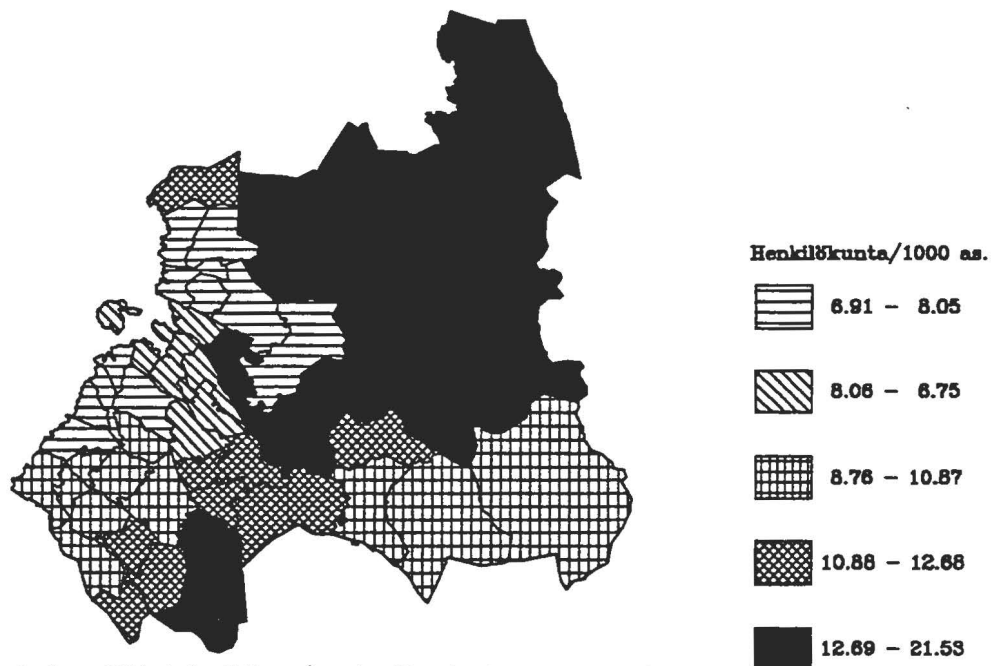 Henkilökunta/1000 as.
6.91 - 8.05
8.06 - 6.75
8.76 - 10.87
10.88 - 12.68
12.69 - 21.53